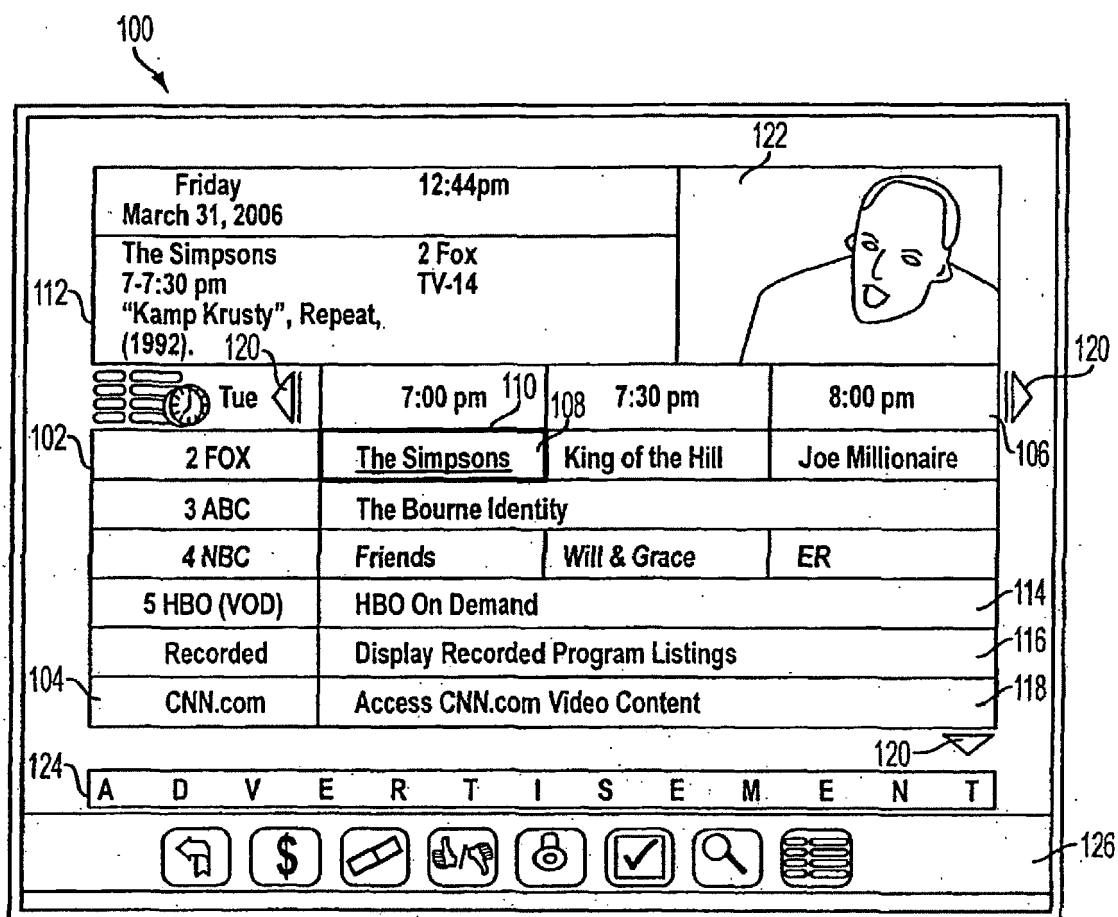 100
122
Friday 12:44pm
March 31, 2006
The Simpsons 2 Fox
7-7:30 pm TV-14
112
"Kamp Krusty", Repeat,
(1992).
120
120
Tue 7:00 pm 7:30 pm 8:00 pm
110
108
106
102
2 FOX The Simpsons King of the Hill Joe Millionaire
3 ABC The Bourne Identity
4 NBC Friends Will & Grace ER
5 HBO (VOD) HBO On Demand 114
Recorded Display Recorded Program Listings 116
104
CNN.com Access CNN.com Video Content 118
120
124
A D V E R T I S E M E N T
$
126